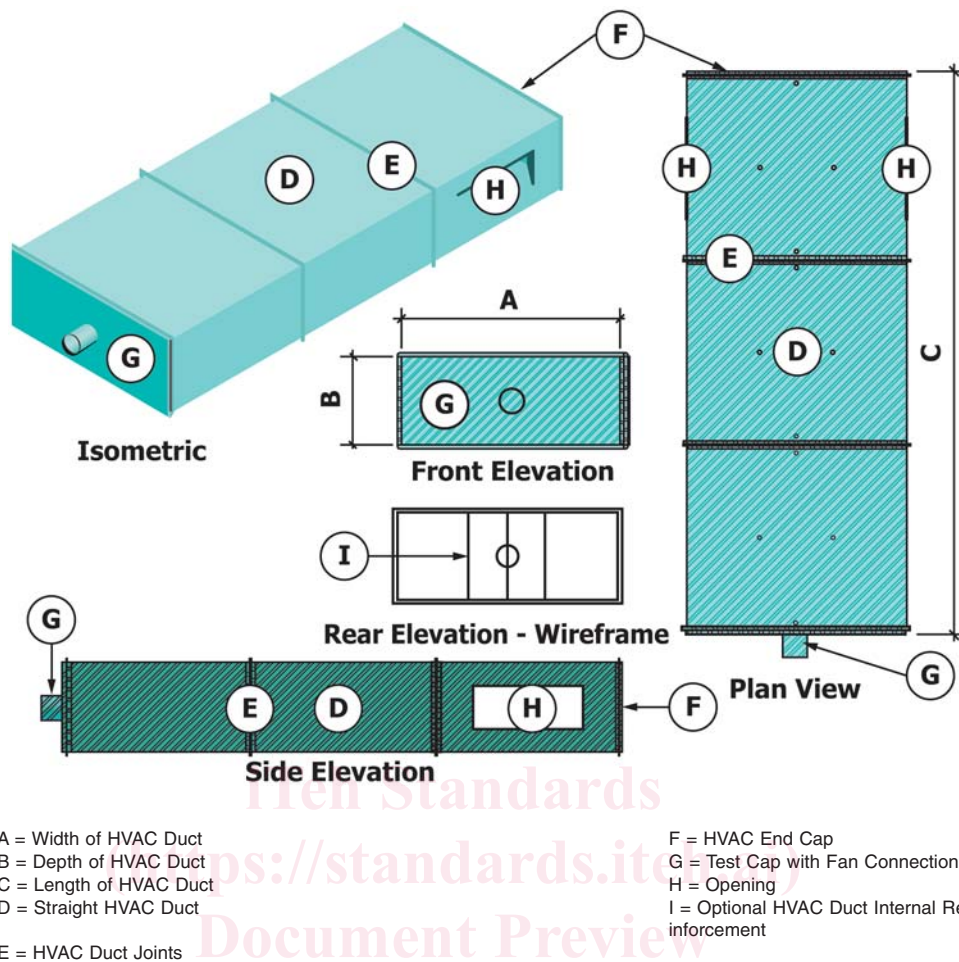 F
D
E
H
G
Isometric
A
B
G
Front Elevation
I
Rear Elevation - Wireframe
H
H
E
D
C
G
Plan View
G
E
D
H
F
Side Elevation
iTeh Standards
(https://standards.iteh.ai)
Document Preview
A = Width of HVAC Duct
B = Depth of HVAC Duct
C = Length of HVAC Duct
D = Straight HVAC Duct
E = HVAC Duct Joints
F = HVAC End Cap
G = Test Cap with Fan Connection
H = Opening
I = Optional HVAC Duct Internal Re
inforcement